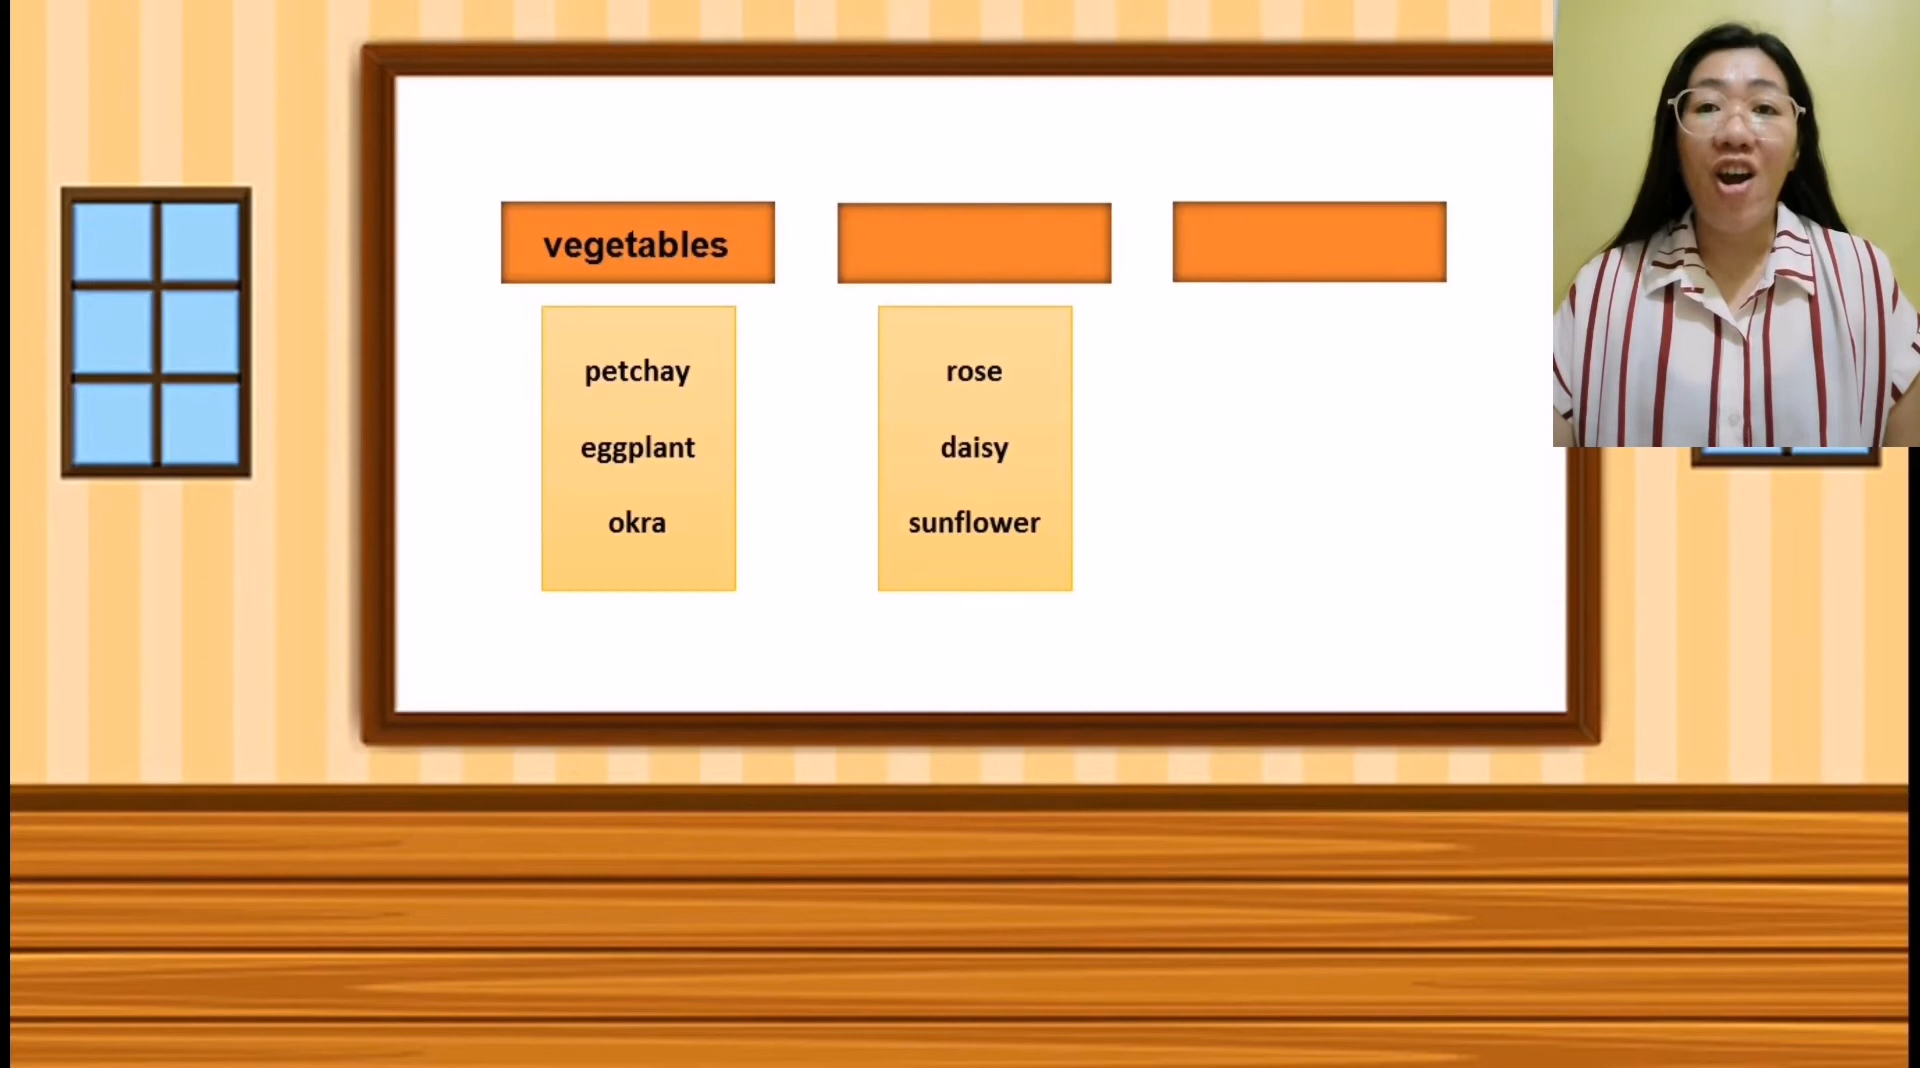 vegetables
petchay
eggplant
okra
rose
daisy
sunflower